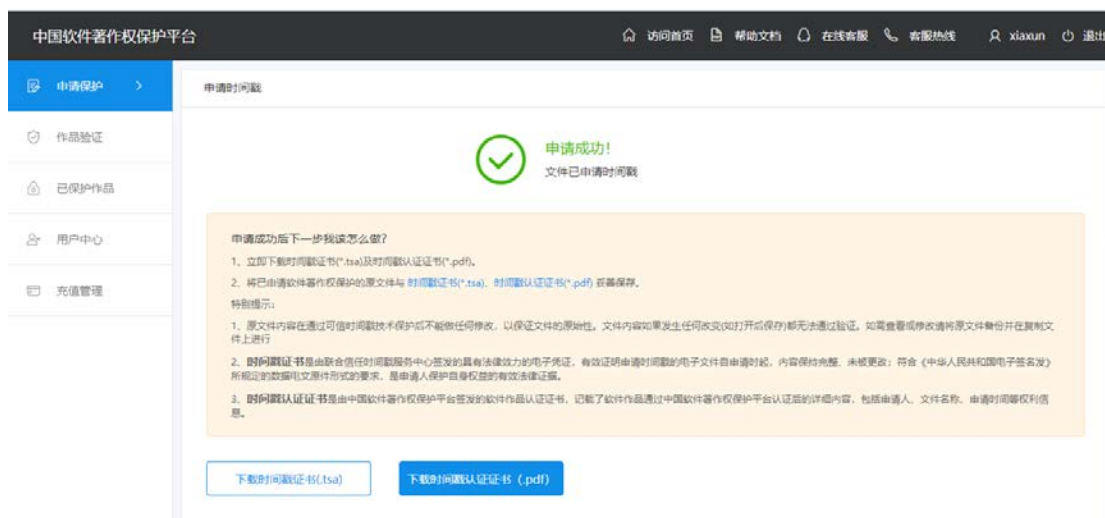 中国软件著作权保护平台
访问首页 帮助文档 在线客服 客服热线 xiaxun 退出
申请保护
作品验证
已保护作品
用户中心
充值管理
申请时间戳
申请成功！
文件已申请时间戳
申请成功后下一步我该怎么做？
1、立即下载时间戳证书(*.tsa)及时间戳认证证书(*.pdf)。
2、将已申请软件著作权保护的原文件与 时间戳证书(*.tsa)、时间戳认证证书(*.pdf) 妥善保存。
特别提示：
1、原文件内容在通过可信时间戳技术保护后不能做任何修改，以保证文件的原始性。文件内容如果发生任何改变(如打开后保存)都无法通过验证。如需查看或修改请将原文件备份并在复制文
件上进行
2、时间戳证书是由联合信任时间戳服务中心签发的具有法律效力的电子凭证，有效证明申请时间戳的电子文件自申请时起，内容保持完整、未被更改；符合《中华人民共和国电子签名发》
所规定的数据电文原件形式的要求，是申请人保护自身权益的有效法律证据。
3、时间戳认证证书是由中国软件著作权保护平台签发的软件作品认证证书，记载了软件作品通过中国软件著作权保护平台认证后的详细内容，包括申请人、文件名称、申请时间等权利信
息。
下载时间戳证书(.tsa)
下载时间戳认证证书 (.pdf)